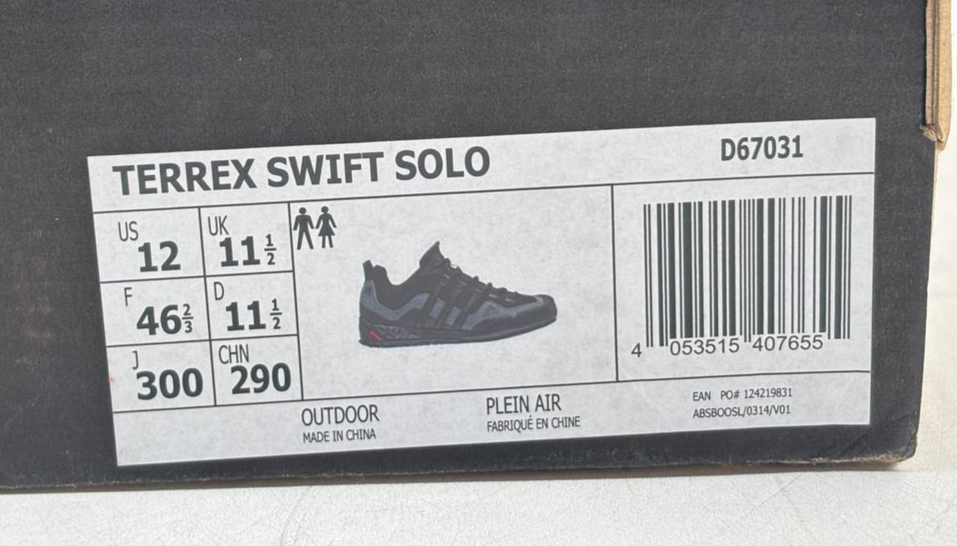 TERREX SWIFT SOLO
D67031
US 12
UK 11½
F 46⅔
D 11½
J 300
CHN 290
4 053515 407655
OUTDOOR
MADE IN CHINA
PLEIN AIR
FABRIQUÉ EN CHINE
EAN PO# 124219831
ABSBOOSL/0314/V01